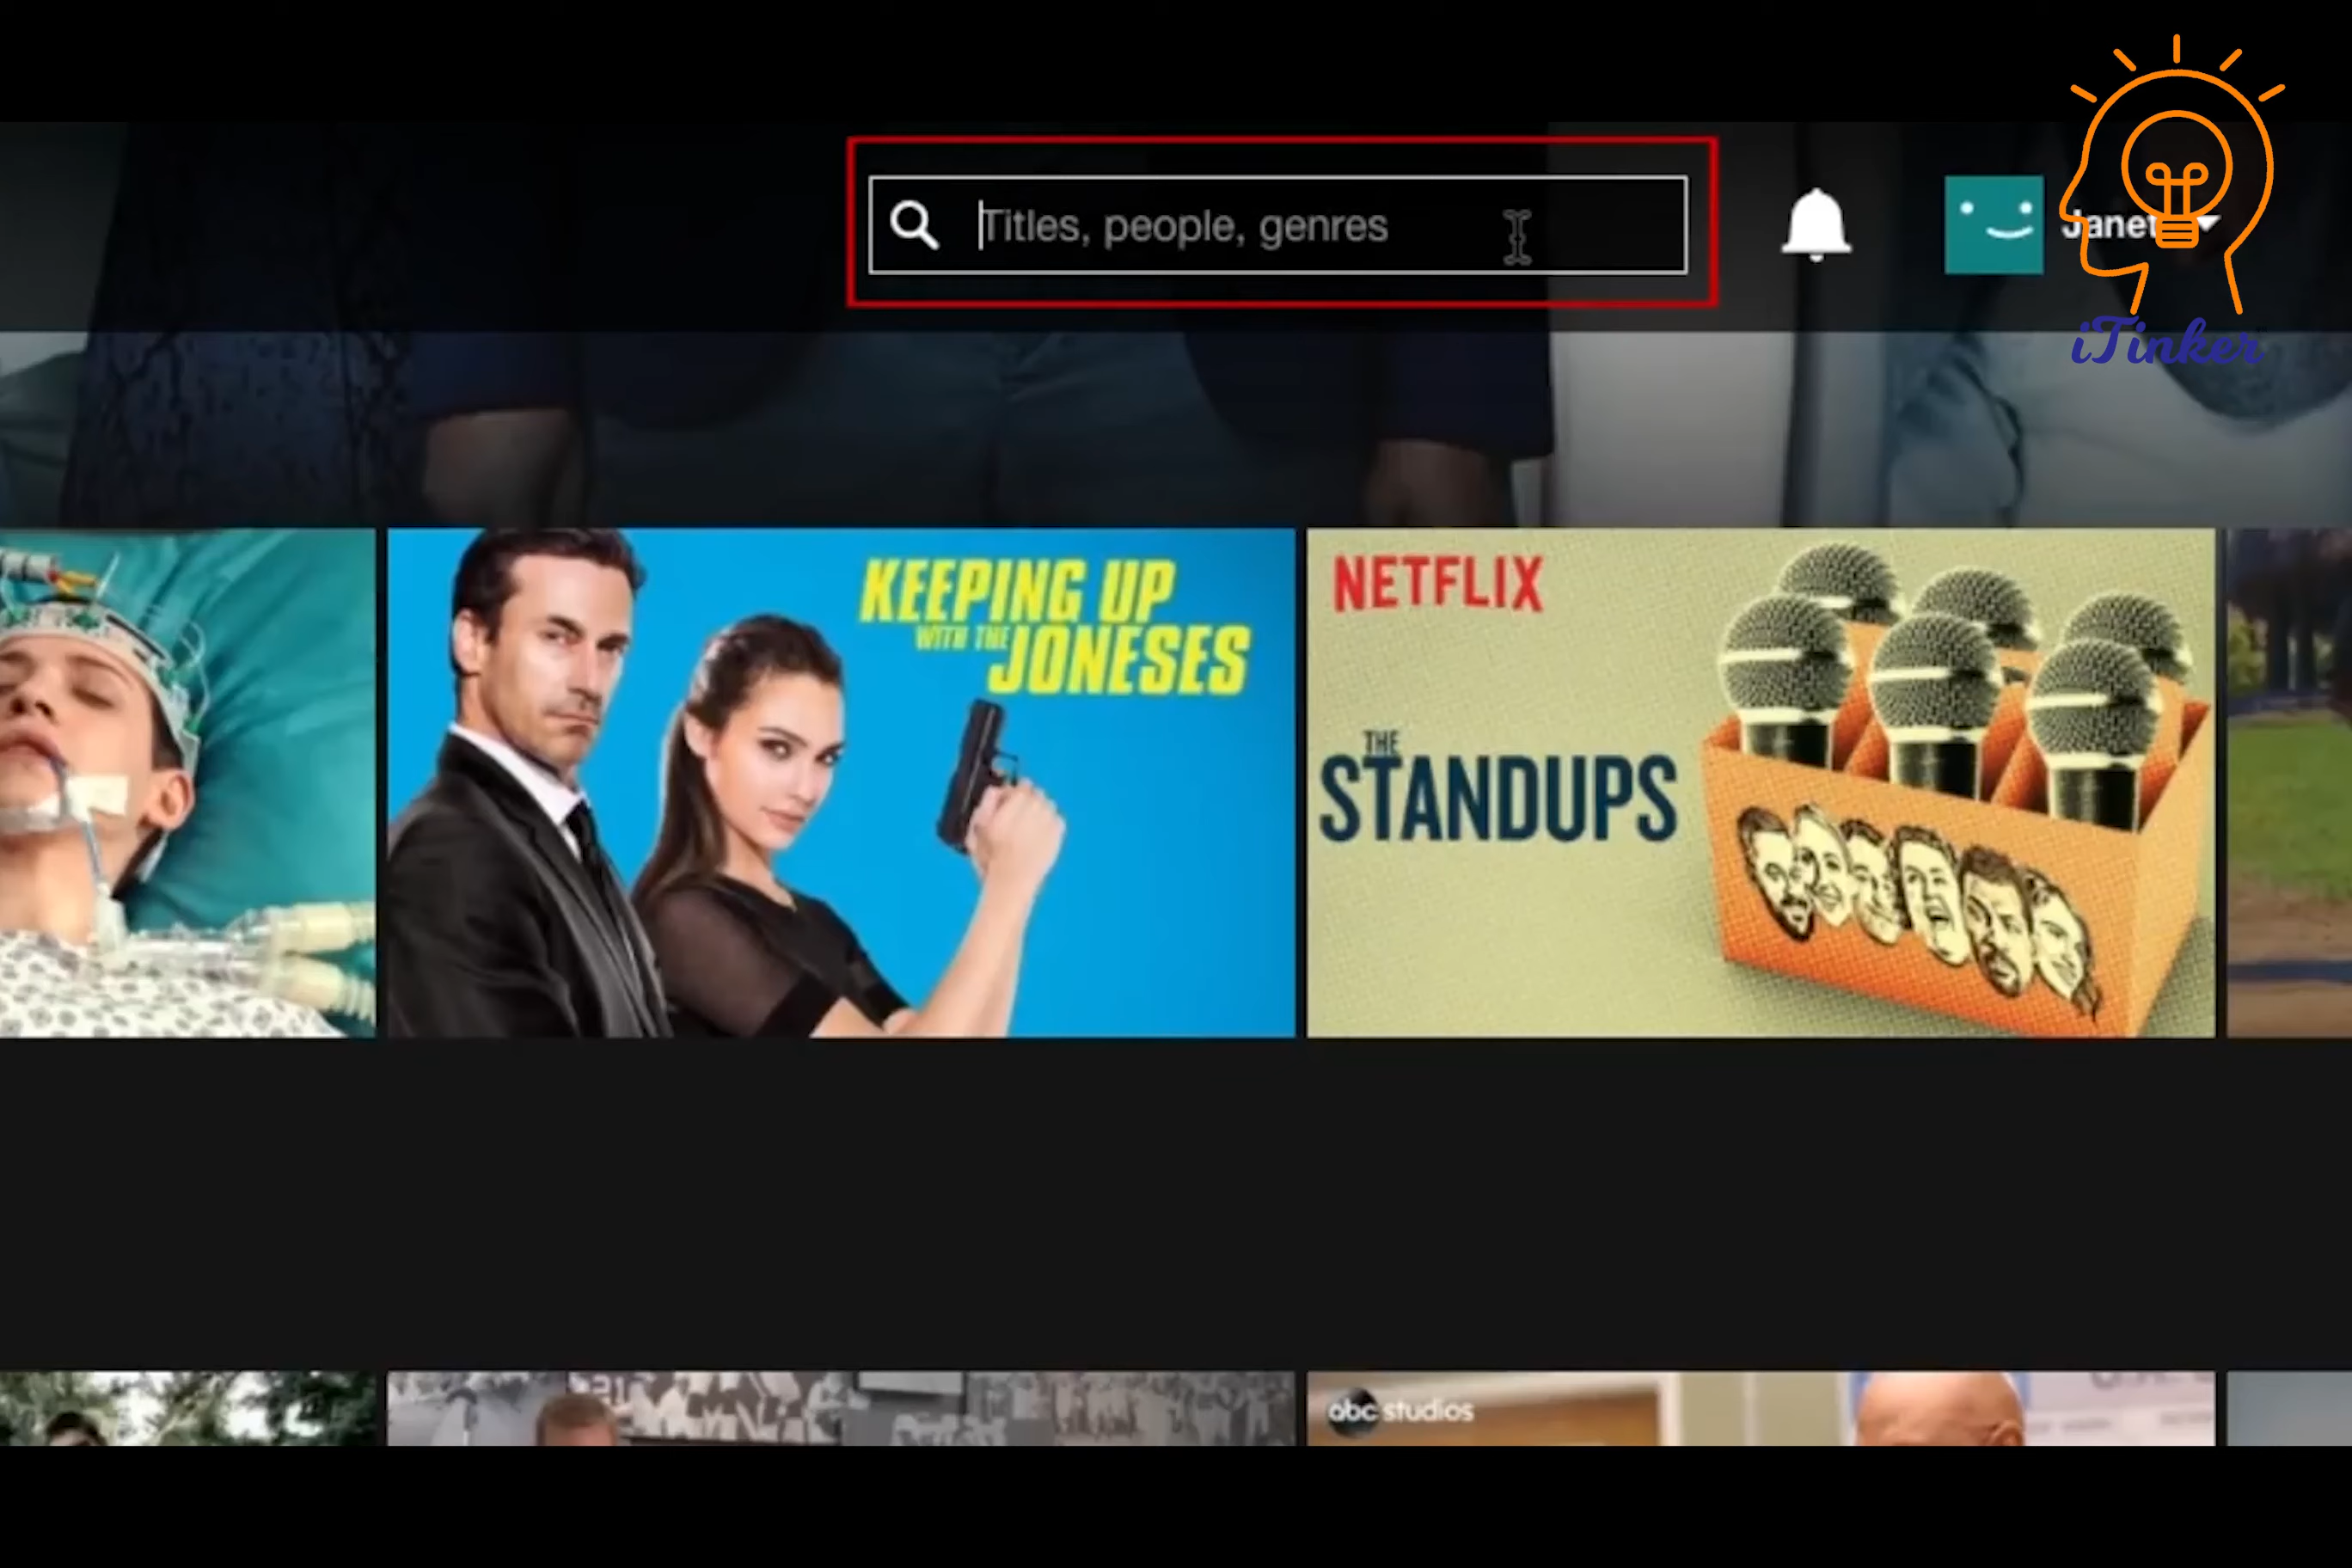 Titles, people, genres
Janet
iTinker
KEEPING UP
WITH THE JONESES
NETFLIX
THE
STANDUPS
abc studios